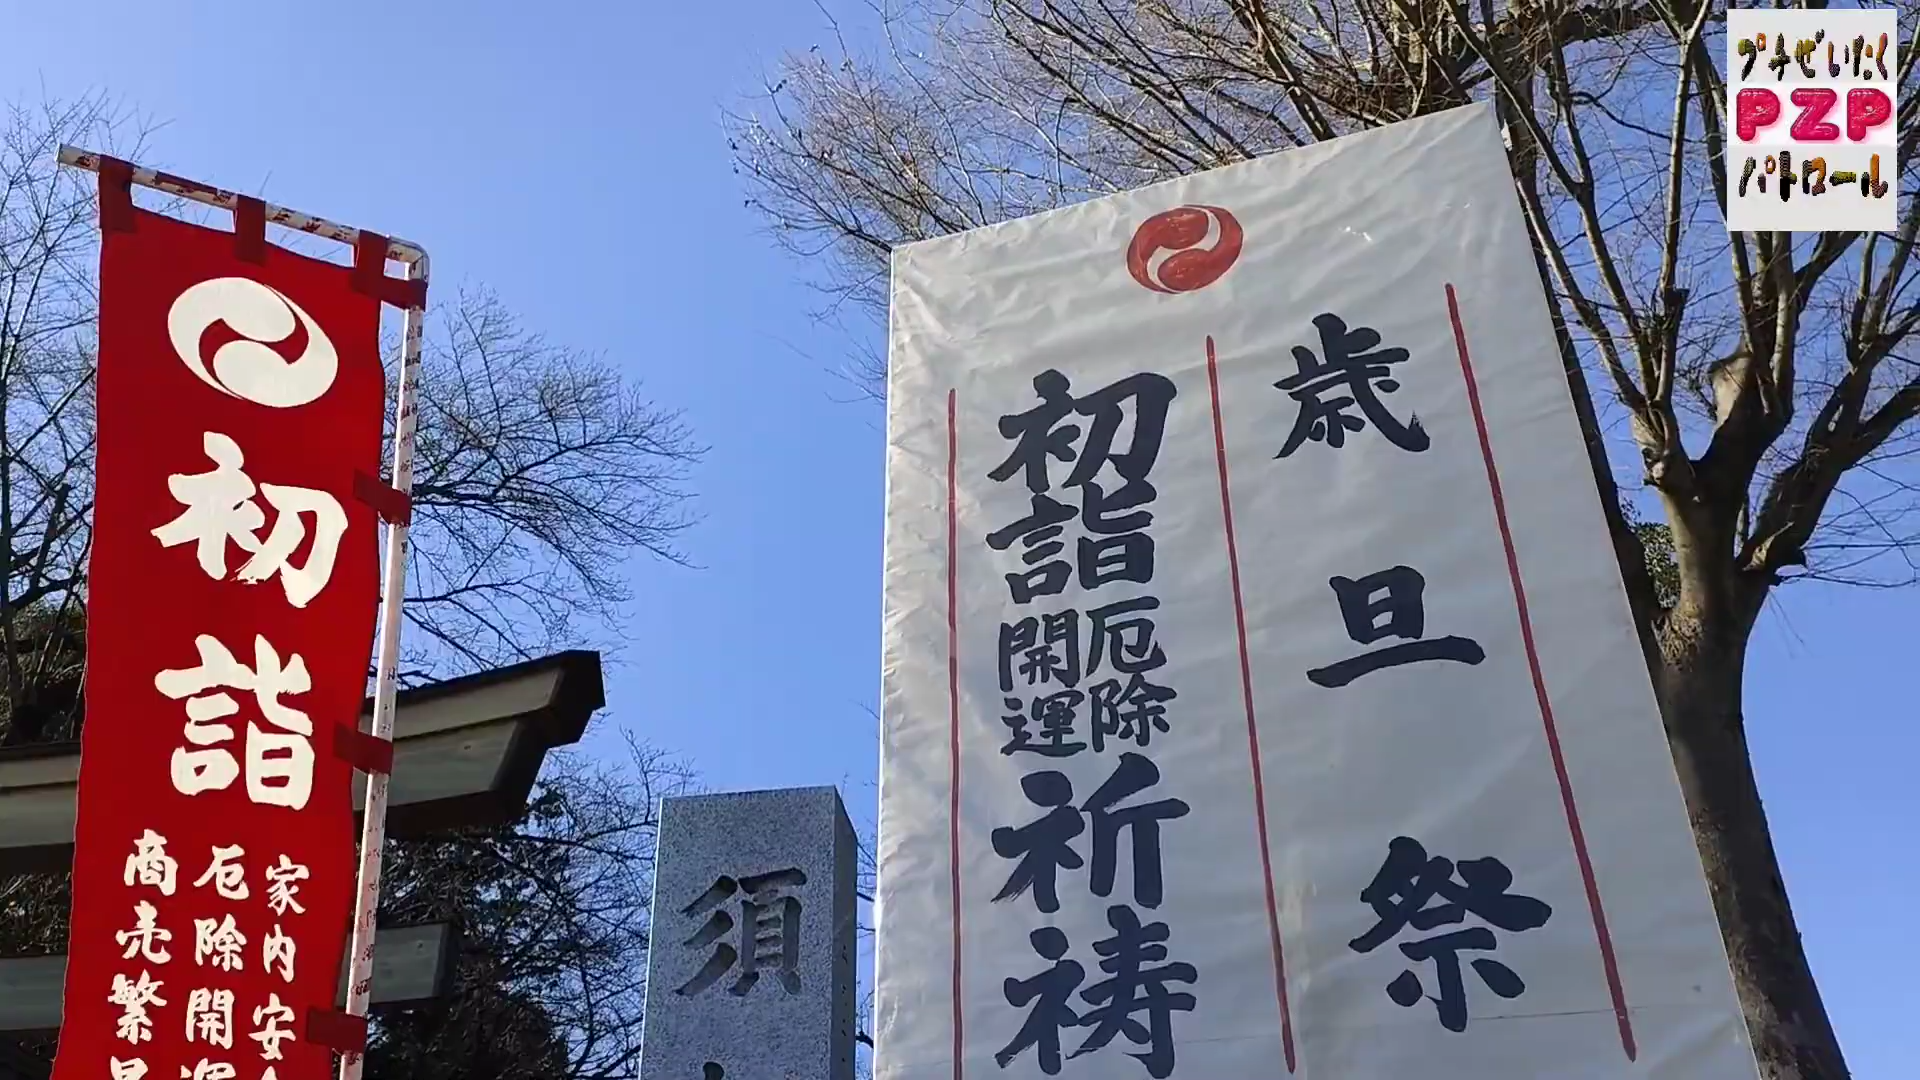 プチぜいたく
PZP
パトロール
歳旦祭
初詣厄除開運祈祷
須
初詣
家内安
厄除開運
商売繁